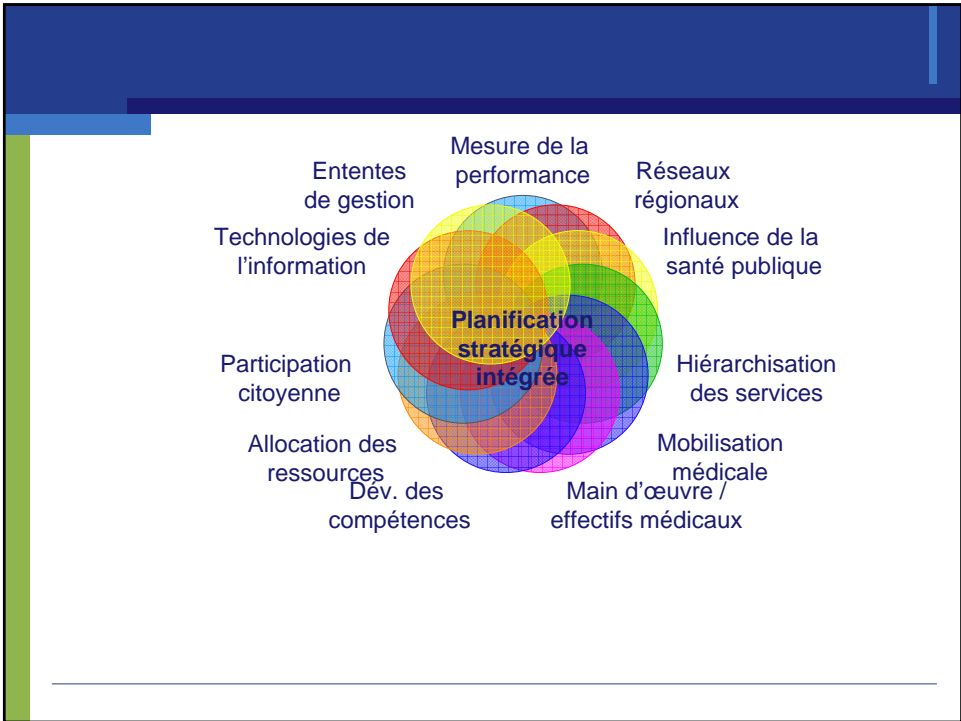 Mesure de la
performance
Réseaux
régionaux
Influence de la
santé publique
Hiérarchisation
des services
Mobilisation
médicale
Main d’œuvre /
effectifs médicaux
Dév. des
compétences
Allocation des
ressources
Participation
citoyenne
Technologies de
l’information
Ententes
de gestion
Planification
stratégique
intégrée